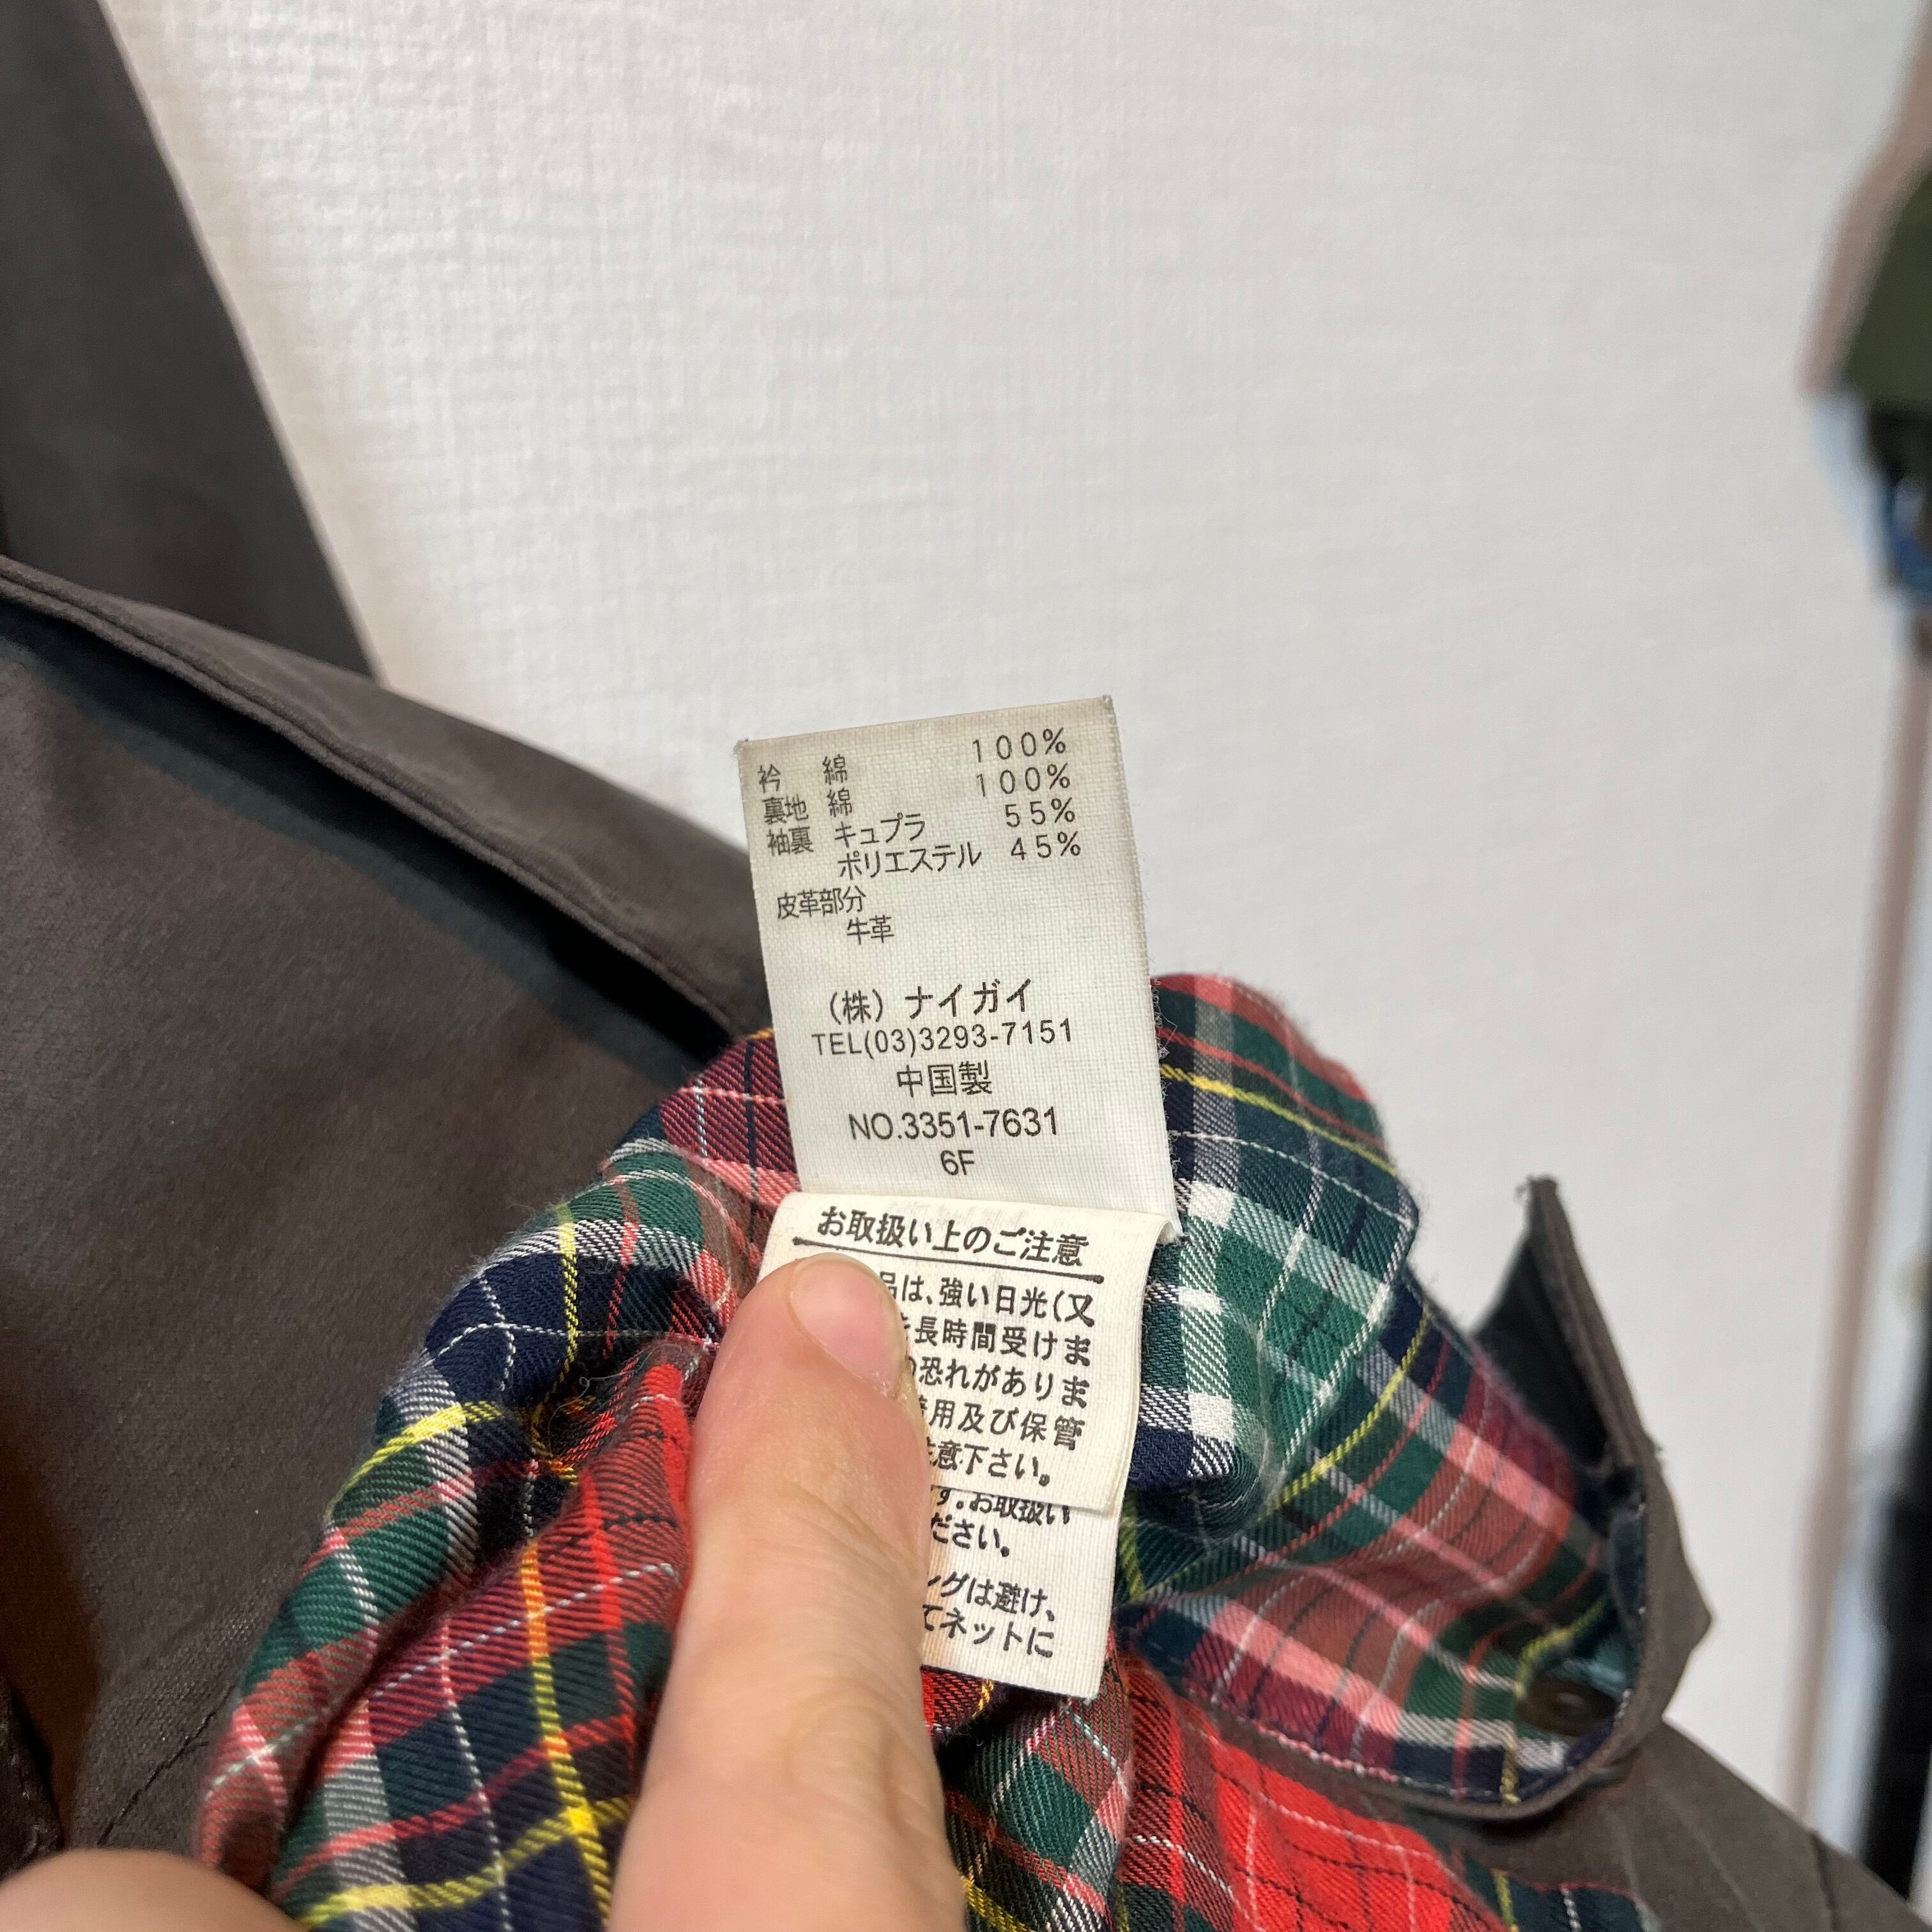 衿 綿 100%
裏地 綿 100%
袖裏 キュプラ 55%
ポリエステル 45%
皮革部分
牛革
(株) ナイガイ
TEL(03)3293-7151
中国製
NO.3351-7631
6F
お取扱い上のご注意
は、強い日光(又
長時間受けま
恐れがありま
用及び保管
意下さい。
す.お取扱い
ださい。
グは避け、
てネットに